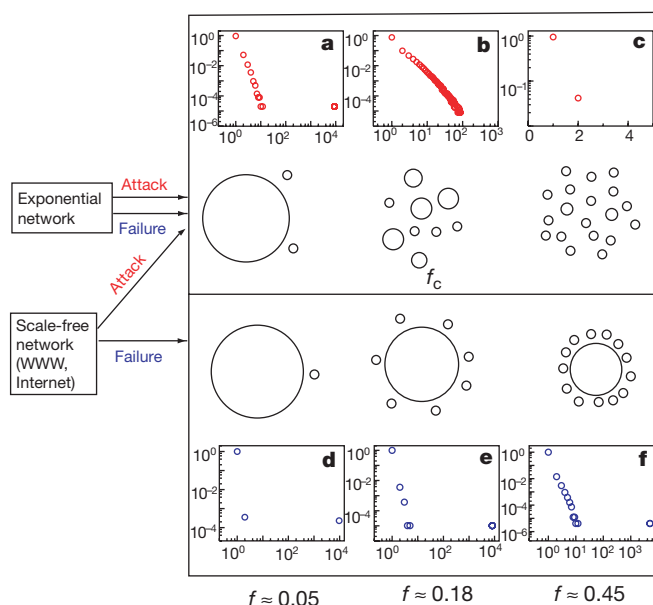 a
b
c
10^0
10^-2
10^-4
10^-6
10^0 10^2 10^4
10^0
10^-2
10^-4
10^0 10^1 10^2 10^3
10^0
10^-1
0 2 4
Attack
Exponential
network
Failure
f_c
Attack
Scale-free
network
(WWW,
Internet)
Failure
d
e
f
10^0
10^-2
10^-4
10^0 10^2 10^4
10^0
10^-2
10^-4
10^0 10^2 10^4
10^0
10^-2
10^-4
10^-6
10^0 10^1 10^2 10^3
f ≈ 0.05
f ≈ 0.18
f ≈ 0.45